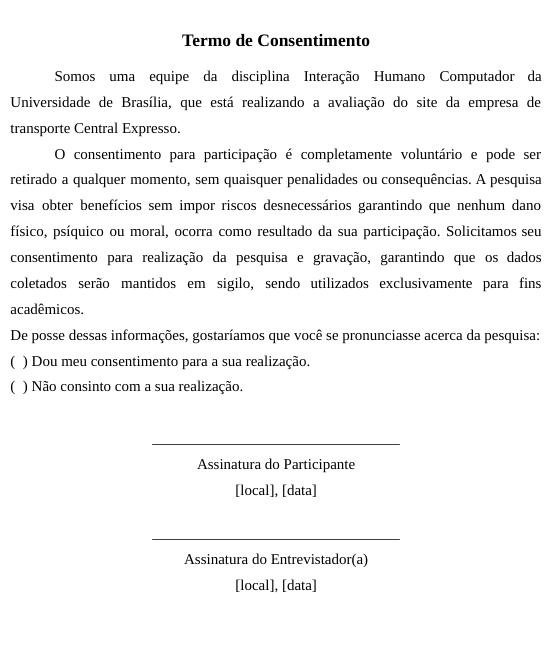 Termo de Consentimento
Somos uma equipe da disciplina Interação Humano Computador da
Universidade de Brasília, que está realizando a avaliação do site da empresa de
transporte Central Expresso.
O consentimento para participação é completamente voluntário e pode ser
retirado a qualquer momento, sem quaisquer penalidades ou consequências. A pesquisa
visa obter benefícios sem impor riscos desnecessários garantindo que nenhum dano
físico, psíquico ou moral, ocorra como resultado da sua participação. Solicitamos seu
consentimento para realização da pesquisa e gravação, garantindo que os dados
coletados serão mantidos em sigilo, sendo utilizados exclusivamente para fins
acadêmicos.
De posse dessas informações, gostaríamos que você se pronunciasse acerca da pesquisa:
(  ) Dou meu consentimento para a sua realização.
(  ) Não consinto com a sua realização.
Assinatura do Participante
[local], [data]
Assinatura do Entrevistador(a)
[local], [data]